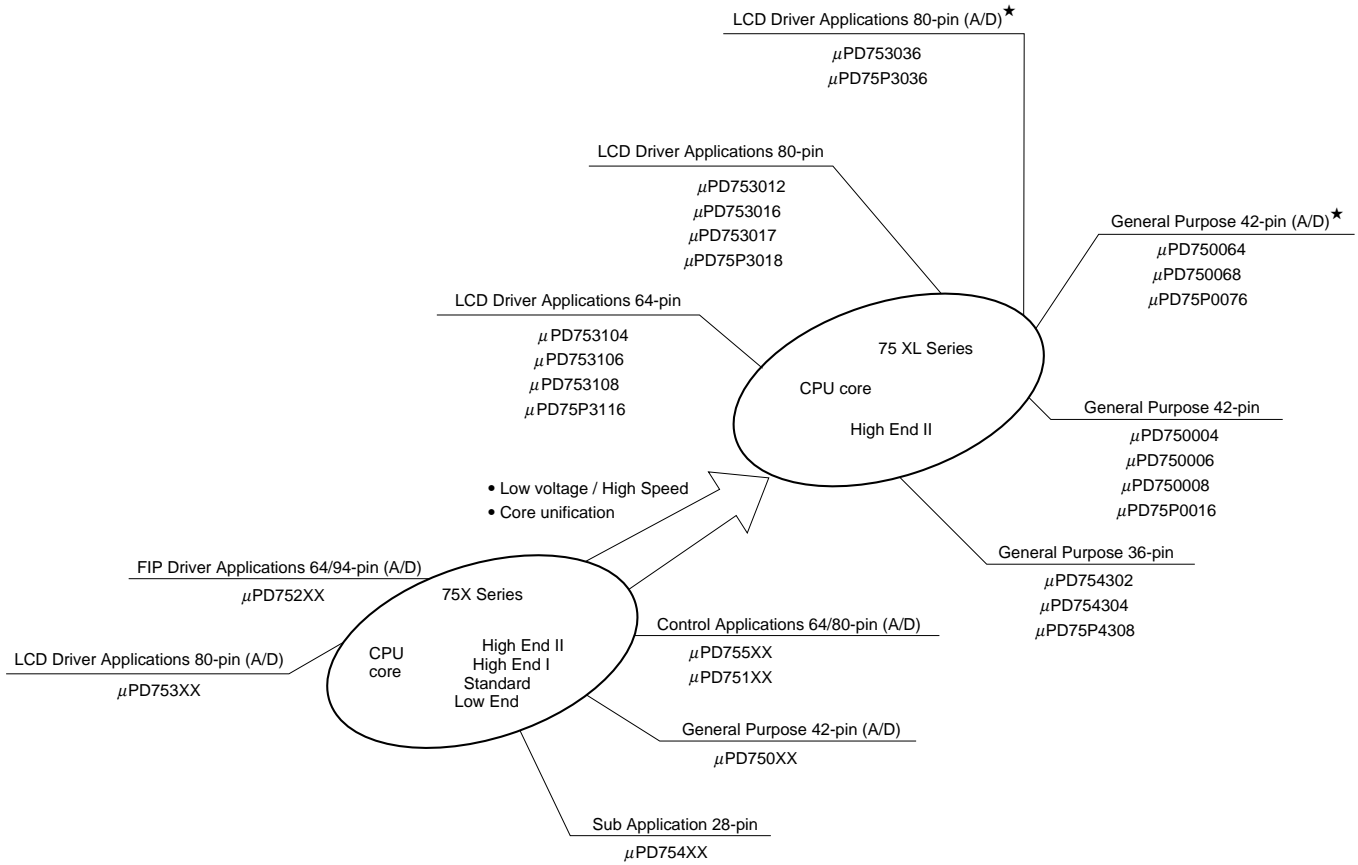 LCD Driver Applications 80-pin (A/D)★
μPD753036
μPD75P3036
LCD Driver Applications 80-pin
μPD753012
μPD753016
μPD753017
μPD75P3018
General Purpose 42-pin (A/D)★
μPD750064
μPD750068
μPD75P0076
LCD Driver Applications 64-pin
μPD753104
μPD753106
μPD753108
μPD75P3116
75 XL Series
CPU core
High End II
General Purpose 42-pin
μPD750004
μPD750006
μPD750008
μPD75P0016
• Low voltage / High Speed
• Core unification
General Purpose 36-pin
μPD754302
μPD754304
μPD75P4308
FIP Driver Applications 64/94-pin (A/D)
μPD752XX
75X Series
CPU
core
High End II
High End I
Standard
Low End
LCD Driver Applications 80-pin (A/D)
μPD753XX
Control Applications 64/80-pin (A/D)
μPD755XX
μPD751XX
General Purpose 42-pin (A/D)
μPD750XX
Sub Application 28-pin
μPD754XX